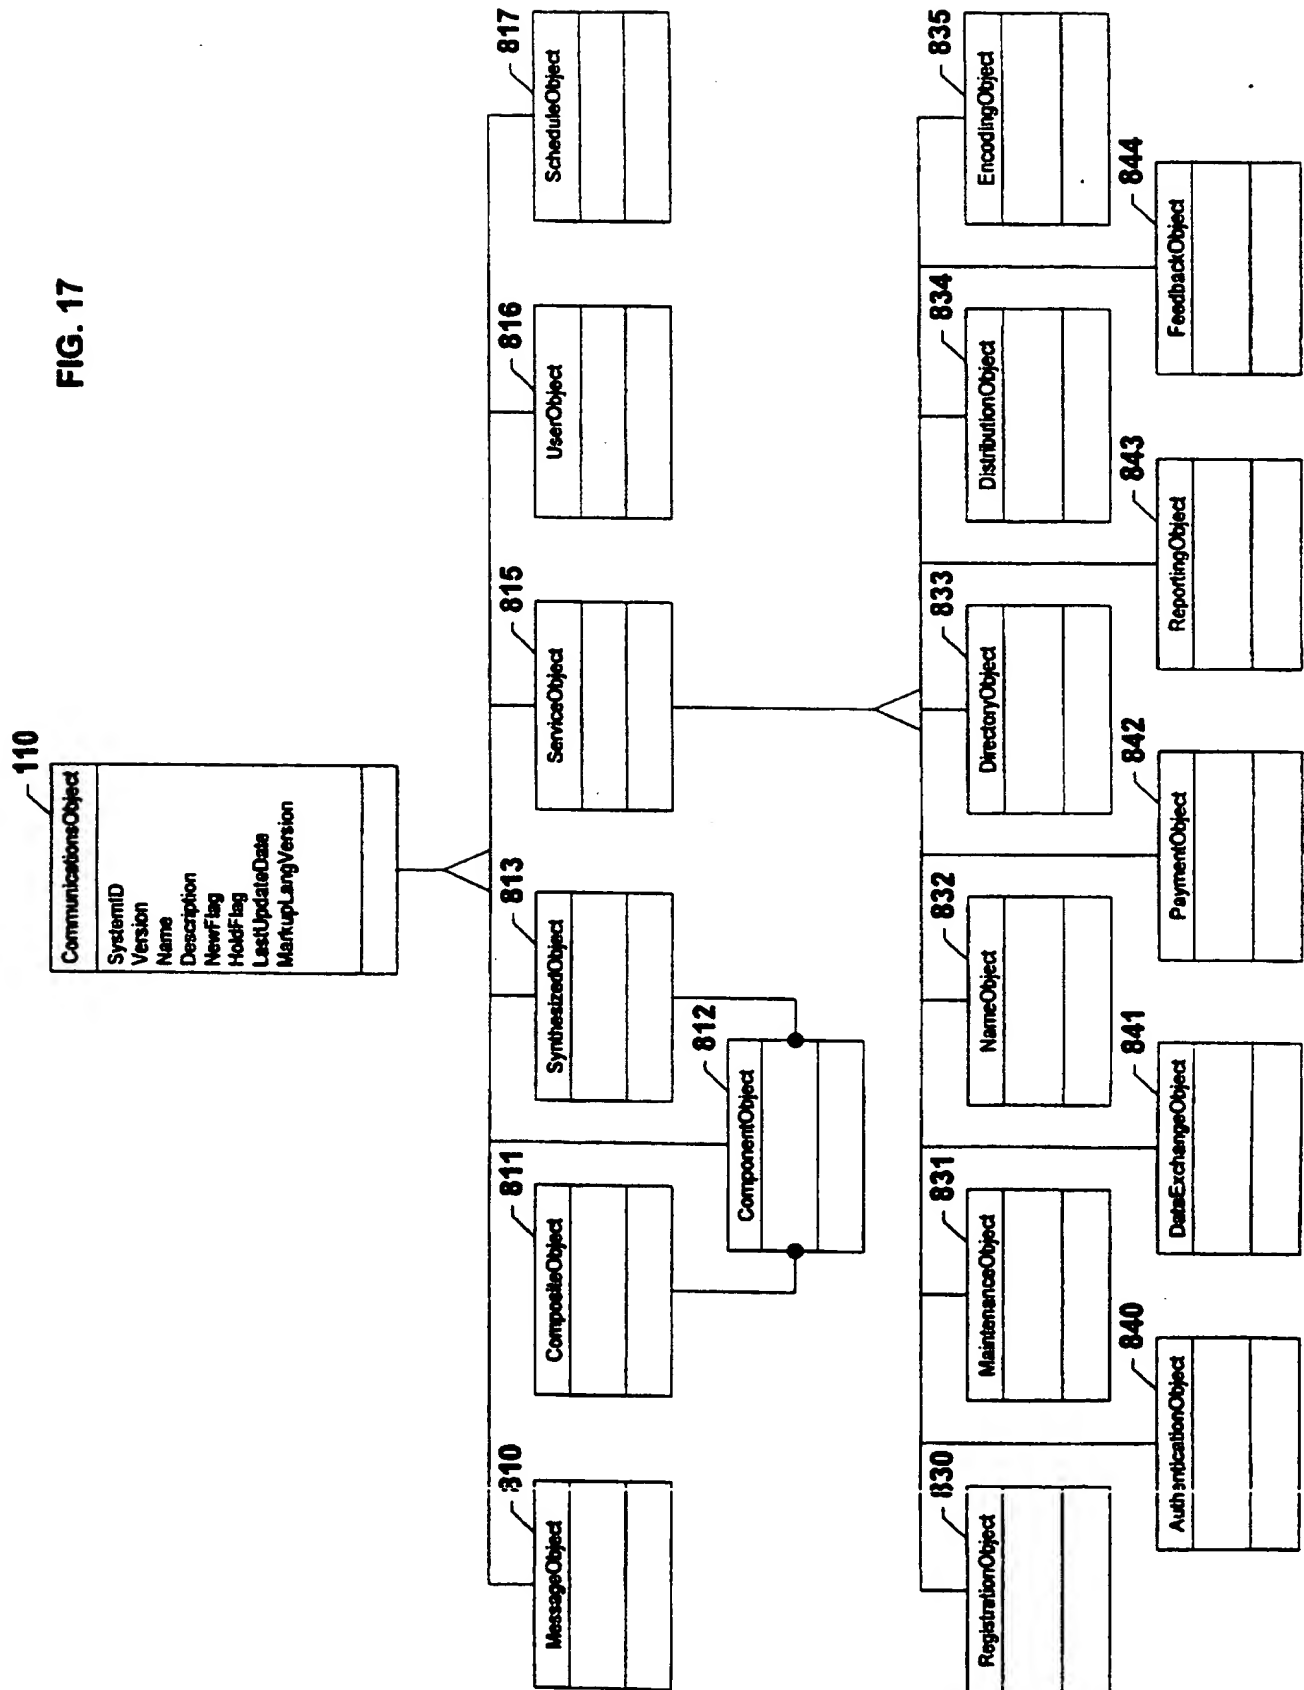 FIG. 17
110
CommunicationsObject
SystemID
Version
Name
Description
NewFlag
HoldFlag
LastUpdateDate
MarkupLangVersion
810
MessageObject
811
CompositeObject
813
SynthesizedObject
815
ServiceObject
816
UserObject
817
ScheduleObject
812
ComponentObject
830
RegistrationObject
831
MaintenanceObject
832
NameObject
833
DirectoryObject
834
DistributionObject
835
EncodingObject
840
AuthenticationObject
841
DataExchangeObject
842
PaymentObject
843
ReportingObject
844
FeedbackObject